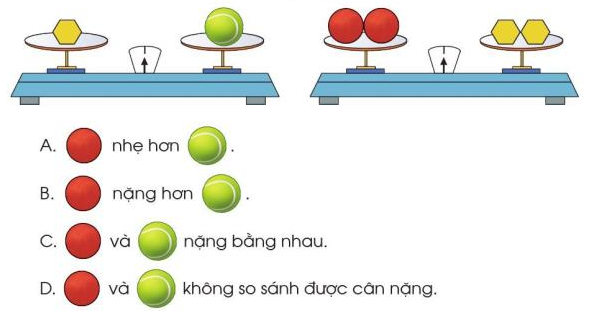 A. nhẹ hơn .
B. nặng hơn .
C. và nặng bằng nhau.
D. và không so sánh được cân nặng.